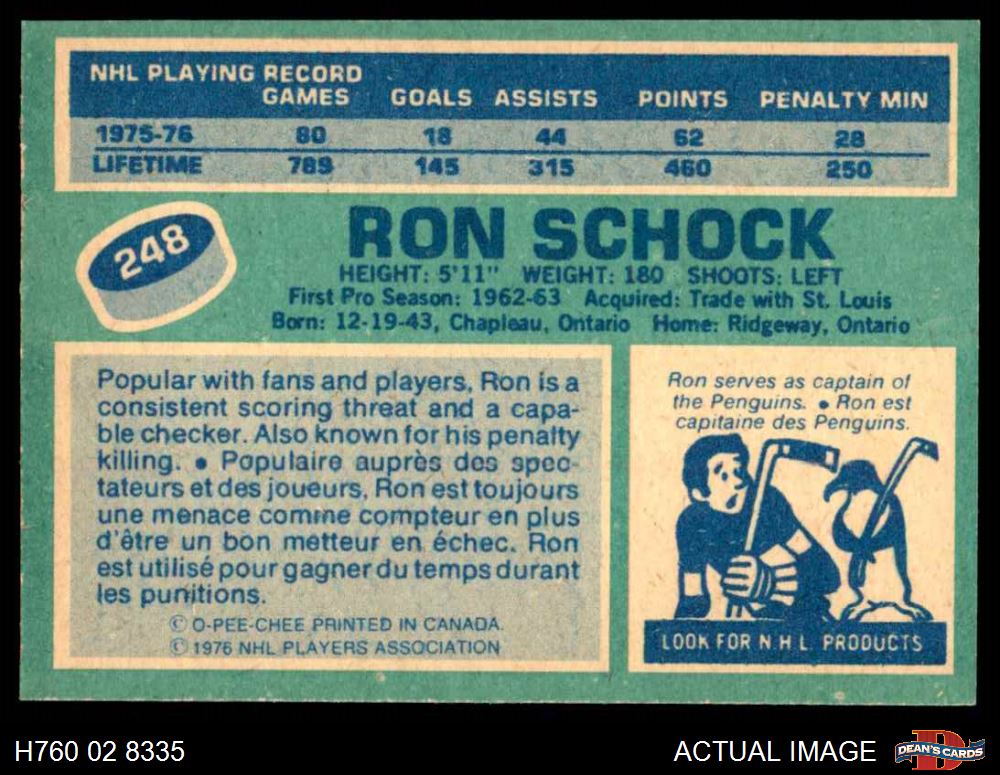 NHL PLAYING RECORD
GAMES GOALS ASSISTS POINTS PENALTY MIN
1975-76 80 18 44 62 28
LIFETIME 789 145 315 460 250
248
RON SCHOCK
HEIGHT: 5'11" WEIGHT: 180 SHOOTS: LEFT
First Pro Season: 1962-63 Acquired: Trade with St. Louis
Born: 12-19-43, Chapleau, Ontario Home: Ridgeway, Ontario
Popular with fans and players, Ron is a
consistent scoring threat and a capa-
ble checker. Also known for his penalty
killing. • Populaire auprès des spec-
tateurs et des joueurs, Ron est toujours
une menace comme compteur en plus
d'être un bon metteur en échec. Ron
est utilisé pour gagner du temps durant
les punitions.
© O-PEE-CHEE PRINTED IN CANADA.
© 1976 NHL PLAYERS ASSOCIATION
Ron serves as captain of
the Penguins. • Ron est
capitaine des Penguins.
LOOK FOR N.H.L. PRODUCTS
H760 02 8335
ACTUAL IMAGE
DEAN'S CARDS